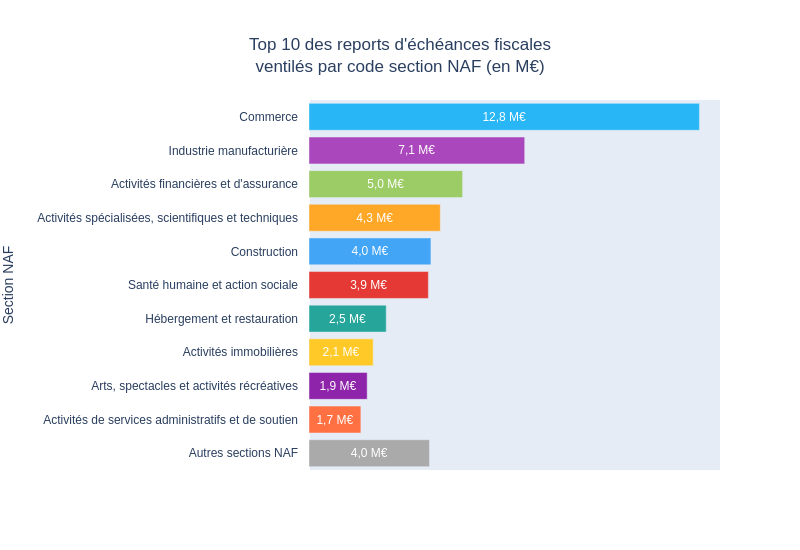 Top 10 des reports d'échéances fiscales
ventilés par code section NAF (en M€)
Section NAF
Commerce 12,8 M€
Industrie manufacturière 7,1 M€
Activités financières et d'assurance 5,0 M€
Activités spécialisées, scientifiques et techniques 4,3 M€
Construction 4,0 M€
Santé humaine et action sociale 3,9 M€
Hébergement et restauration 2,5 M€
Activités immobilières 2,1 M€
Arts, spectacles et activités récréatives 1,9 M€
Activités de services administratifs et de soutien 1,7 M€
Autres sections NAF 4,0 M€